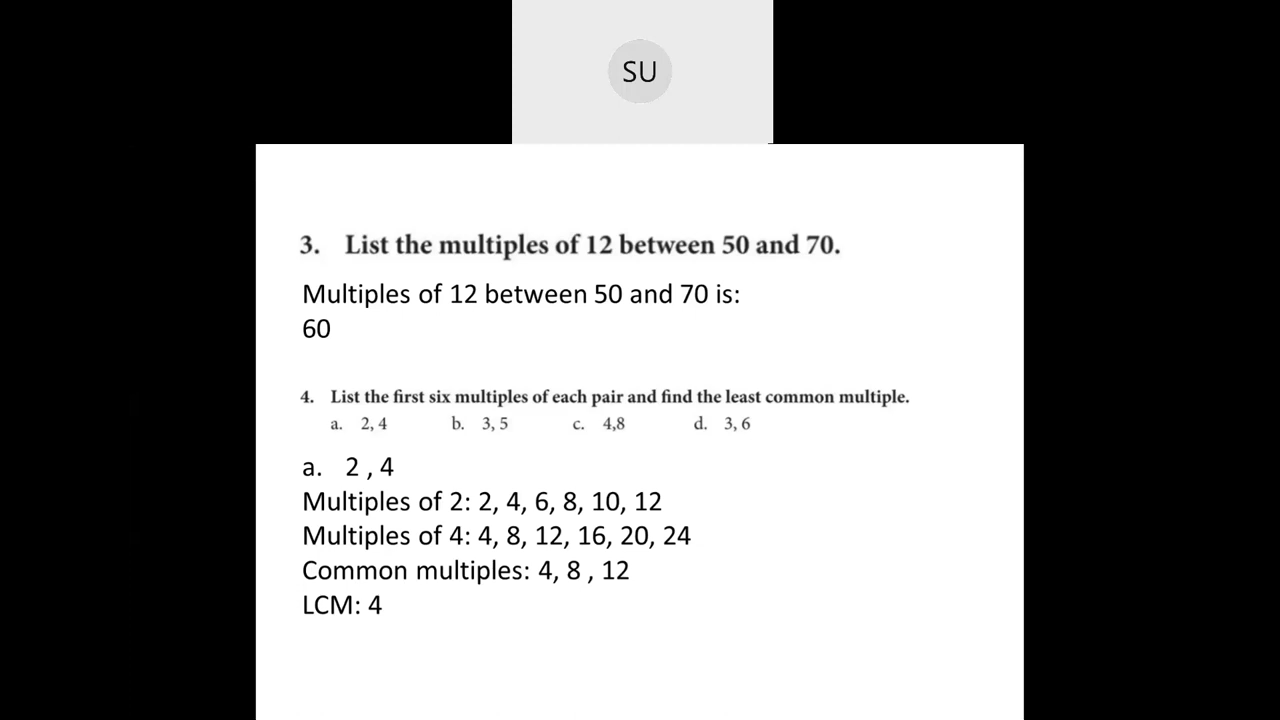 SU
3. List the multiples of 12 between 50 and 70.
Multiples of 12 between 50 and 70 is:
60
4. List the first six multiples of each pair and find the least common multiple.
a. 2, 4 b. 3, 5 c. 4,8 d. 3, 6
a. 2 , 4
Multiples of 2: 2, 4, 6, 8, 10, 12
Multiples of 4: 4, 8, 12, 16, 20, 24
Common multiples: 4, 8 , 12
LCM: 4